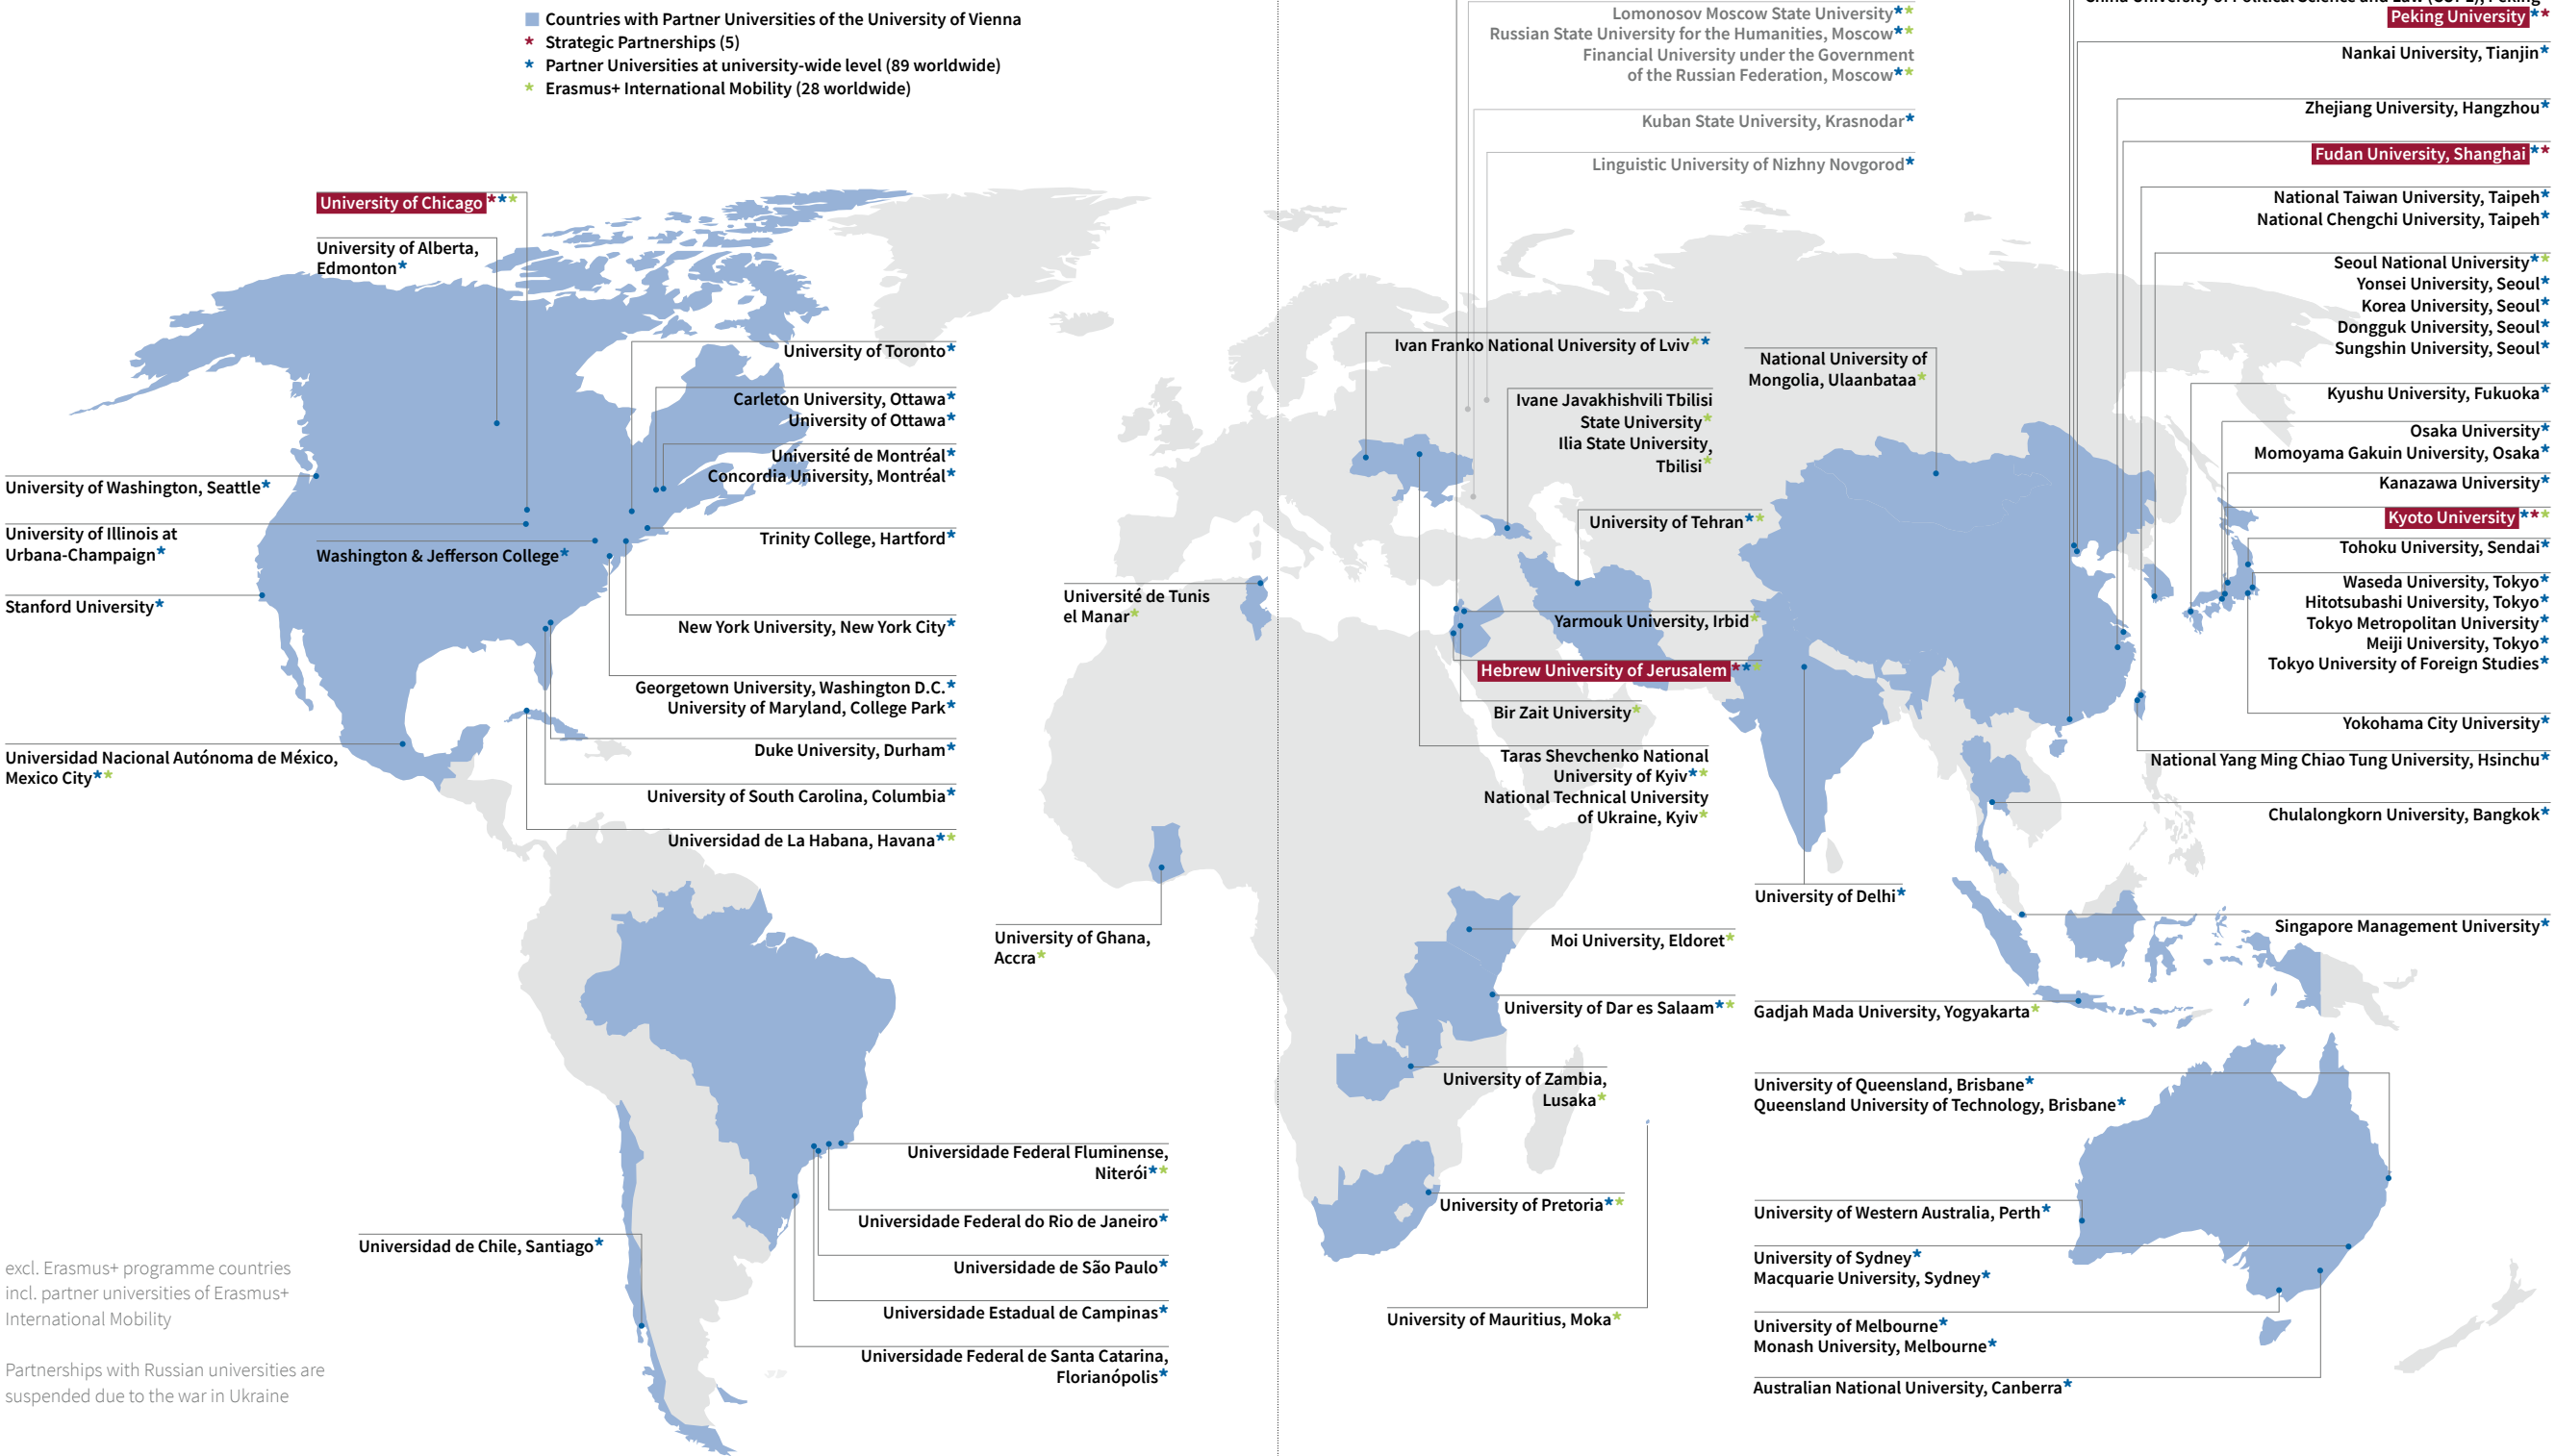 Countries with Partner Universities of the University of Vienna
* Strategic Partnerships (5)
* Partner Universities at university-wide level (89 worldwide)
* Erasmus+ International Mobility (28 worldwide)
University of Chicago***
University of Alberta,
Edmonton*
University of Toronto*
Carleton University, Ottawa*
University of Ottawa*
Université de Montréal*
Concordia University, Montréal*
University of Washington, Seattle*
University of Illinois at
Urbana-Champaign*
Washington & Jefferson College*
Trinity College, Hartford*
Stanford University*
New York University, New York City*
Georgetown University, Washington D.C.*
University of Maryland, College Park*
Duke University, Durham*
Universidad Nacional Autónoma de México,
Mexico City**
University of South Carolina, Columbia*
Universidad de La Habana, Havana**
Universidade Federal Fluminense,
Niterói**
Universidade Federal do Rio de Janeiro*
Universidad de Chile, Santiago*
Universidade de São Paulo*
Universidade Estadual de Campinas*
Universidade Federal de Santa Catarina,
Florianópolis*
excl. Erasmus+ programme countries
incl. partner universities of Erasmus+
International Mobility
Partnerships with Russian universities are
suspended due to the war in Ukraine
Lomonosov Moscow State University**
Russian State University for the Humanities, Moscow**
Financial University under the Government
of the Russian Federation, Moscow**
Kuban State University, Krasnodar*
Linguistic University of Nizhny Novgorod*
Ivan Franko National University of Lviv**
National University of
Mongolia, Ulaanbataa*
Ivane Javakhishvili Tbilisi
State University*
Ilia State University,
Tbilisi*
University of Tehran**
Université de Tunis
el Manar*
Yarmouk University, Irbid*
Hebrew University of Jerusalem***
Bir Zait University*
Taras Shevchenko National
University of Kyiv**
National Technical University
of Ukraine, Kyiv*
University of Ghana,
Accra*
Moi University, Eldoret*
University of Dar es Salaam**
University of Zambia,
Lusaka*
University of Pretoria**
University of Mauritius, Moka*
Peking University**
Nankai University, Tianjin*
Zhejiang University, Hangzhou*
Fudan University, Shanghai**
National Taiwan University, Taipeh*
National Chengchi University, Taipeh*
Seoul National University**
Yonsei University, Seoul*
Korea University, Seoul*
Dongguk University, Seoul*
Sungshin University, Seoul*
Kyushu University, Fukuoka*
Osaka University*
Momoyama Gakuin University, Osaka*
Kanazawa University*
Kyoto University***
Tohoku University, Sendai*
Waseda University, Tokyo*
Hitotsubashi University, Tokyo*
Tokyo Metropolitan University*
Meiji University, Tokyo*
Tokyo University of Foreign Studies*
Yokohama City University*
National Yang Ming Chiao Tung University, Hsinchu*
Chulalongkorn University, Bangkok*
University of Delhi*
Singapore Management University*
Gadjah Mada University, Yogyakarta*
University of Queensland, Brisbane*
Queensland University of Technology, Brisbane*
University of Western Australia, Perth*
University of Sydney*
Macquarie University, Sydney*
University of Melbourne*
Monash University, Melbourne*
Australian National University, Canberra*